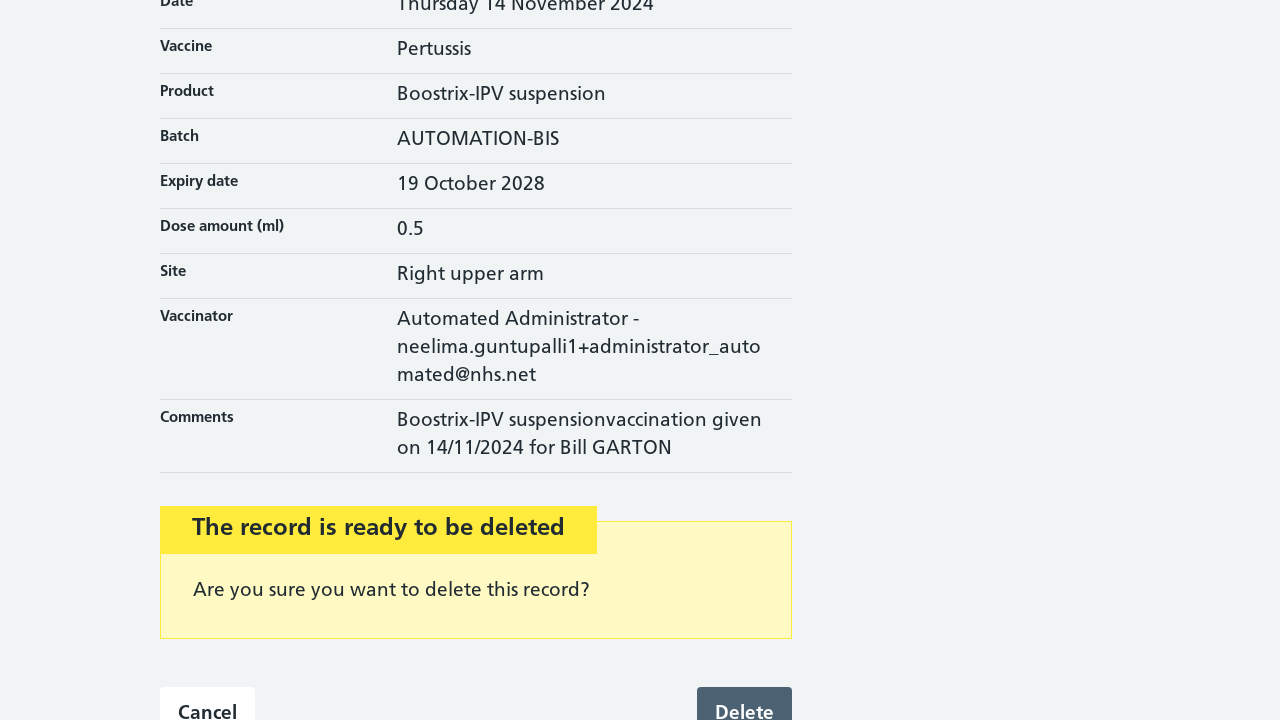 Date Thursday 14 November 2024
Vaccine Pertussis
Product Boostrix-IPV suspension
Batch AUTOMATION-BIS
Expiry date 19 October 2028
Dose amount (ml) 0.5
Site Right upper arm
Vaccinator Automated Administrator -
neelima.guntupalli1+administrator_auto
mated@nhs.net
Comments Boostrix-IPV suspensionvaccination given
on 14/11/2024 for Bill GARTON
The record is ready to be deleted
Are you sure you want to delete this record?
Cancel Delete